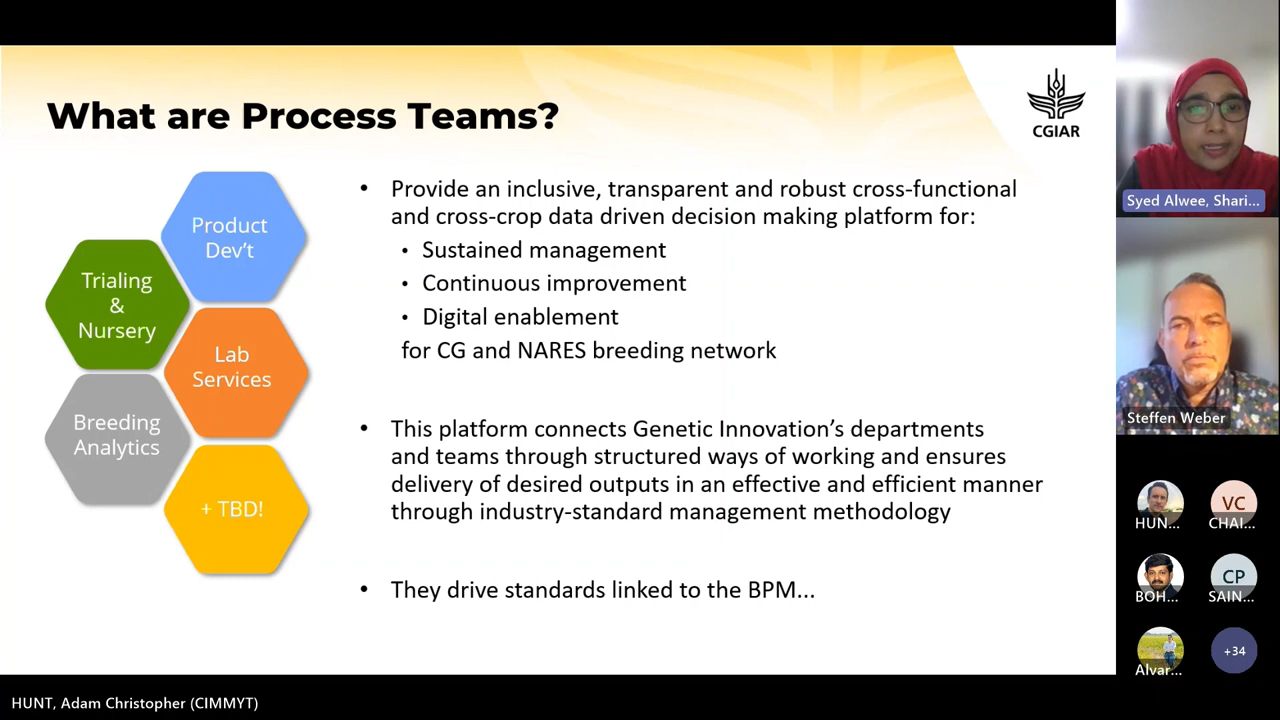 What are Process Teams?
CGIAR
Product
Dev't
Trialing
&
Nursery
Lab
Services
Breeding
Analytics
+ TBD!
• Provide an inclusive, transparent and robust cross-functional
and cross-crop data driven decision making platform for:
• Sustained management
• Continuous improvement
• Digital enablement
for CG and NARES breeding network
• This platform connects Genetic Innovation’s departments
and teams through structured ways of working and ensures
delivery of desired outputs in an effective and efficient manner
through industry-standard management methodology
• They drive standards linked to the BPM...
Syed Alwee, Shari...
Steffen Weber
HUN...
VC
CHAI...
BOH...
CP
SAIN...
Alvar...
+34
HUNT, Adam Christopher (CIMMYT)